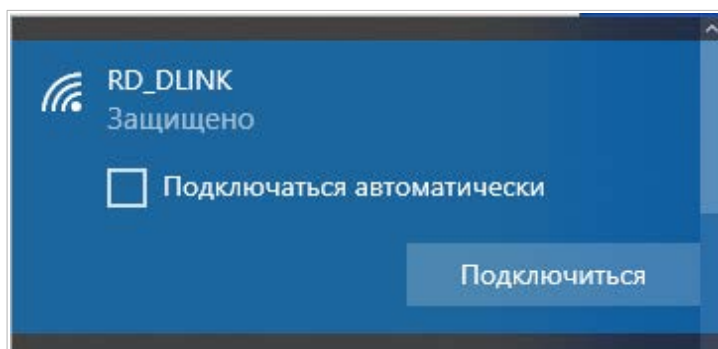 RD_DLINK
Защищено
Подключаться автоматически
Подключиться